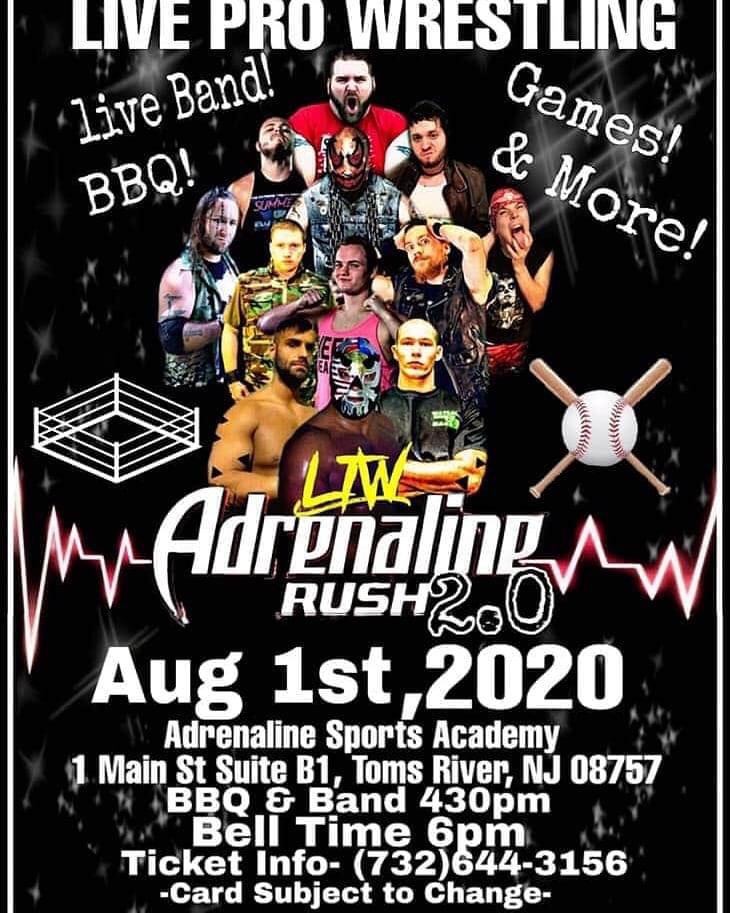 LIVE PRO WRESTLING
live Band!
BBQ!
Games!
& More!
SUMME
LTW
Adrenaline
RUSH 2.0
Aug 1st,2020
Adrenaline Sports Academy
1 Main St Suite B1, Toms River, NJ 08757
BBQ & Band 430pm
Bell Time 6pm
Ticket Info- (732)644-3156
-Card Subject to Change-